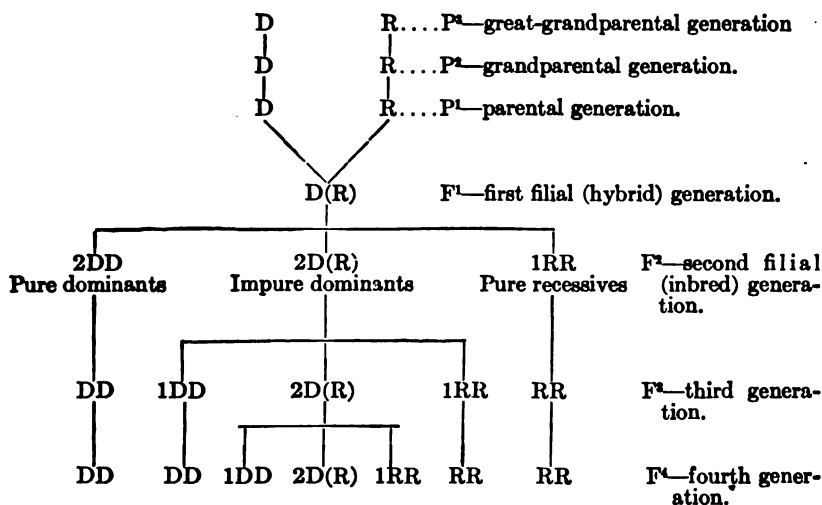 D R....P³—great-grandparental generation
D R....P²—grandparental generation.
D R....P¹—parental generation.
D(R) F¹—first filial (hybrid) generation.
2DD 2D(R) 1RR F²—second filial
Pure dominants Impure dominants Pure recessives (inbred) genera-
tion.
DD 1DD 2D(R) 1RR RR F³—third genera-
tion.
DD DD 1DD 2D(R) 1RR RR RR F⁴—fourth gener-
ation.